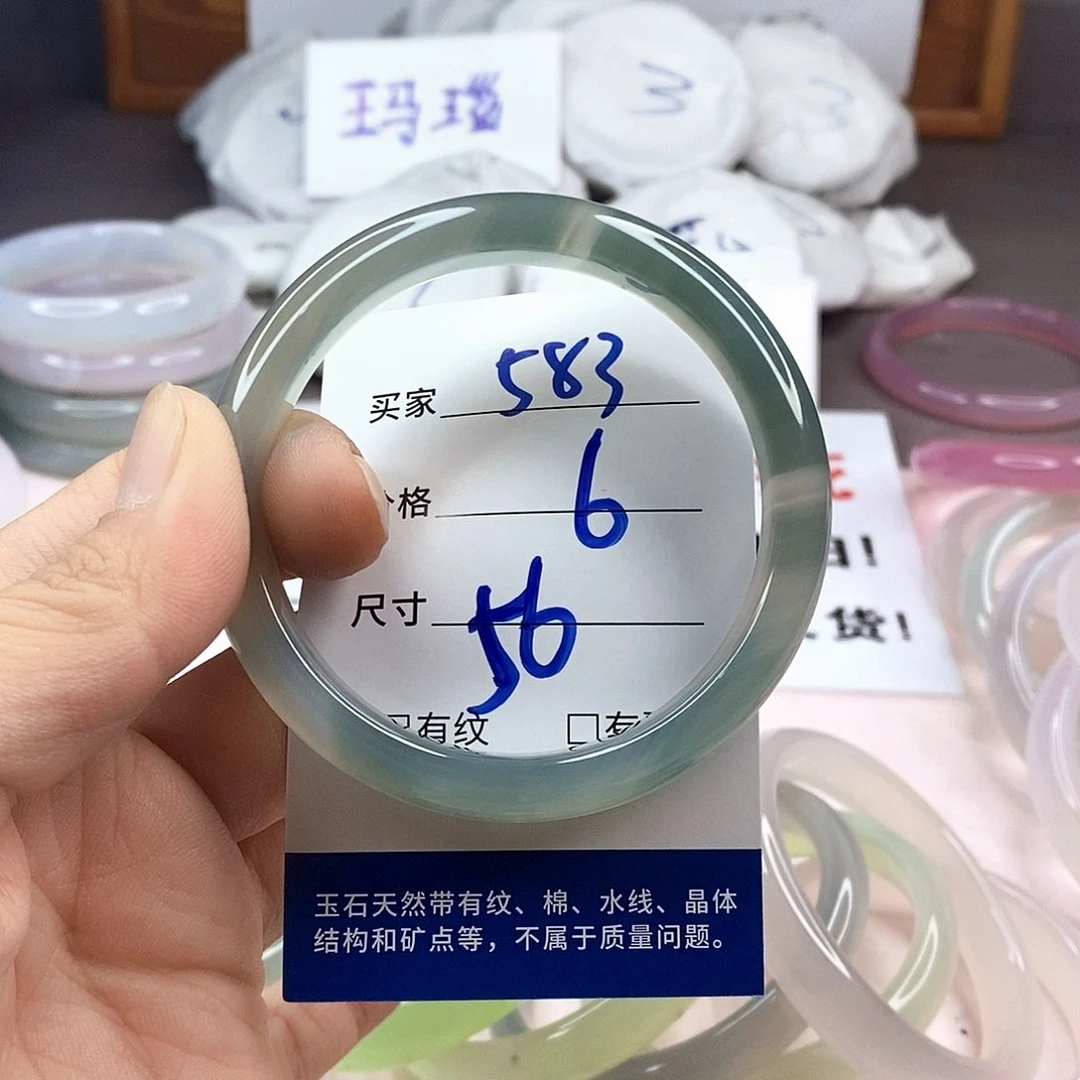 玛瑙
3
买家 583
格 6
尺寸 56
有纹
日!
货!
玉石天然带有纹、棉、水线、晶体
结构和矿点等，不属于质量问题。